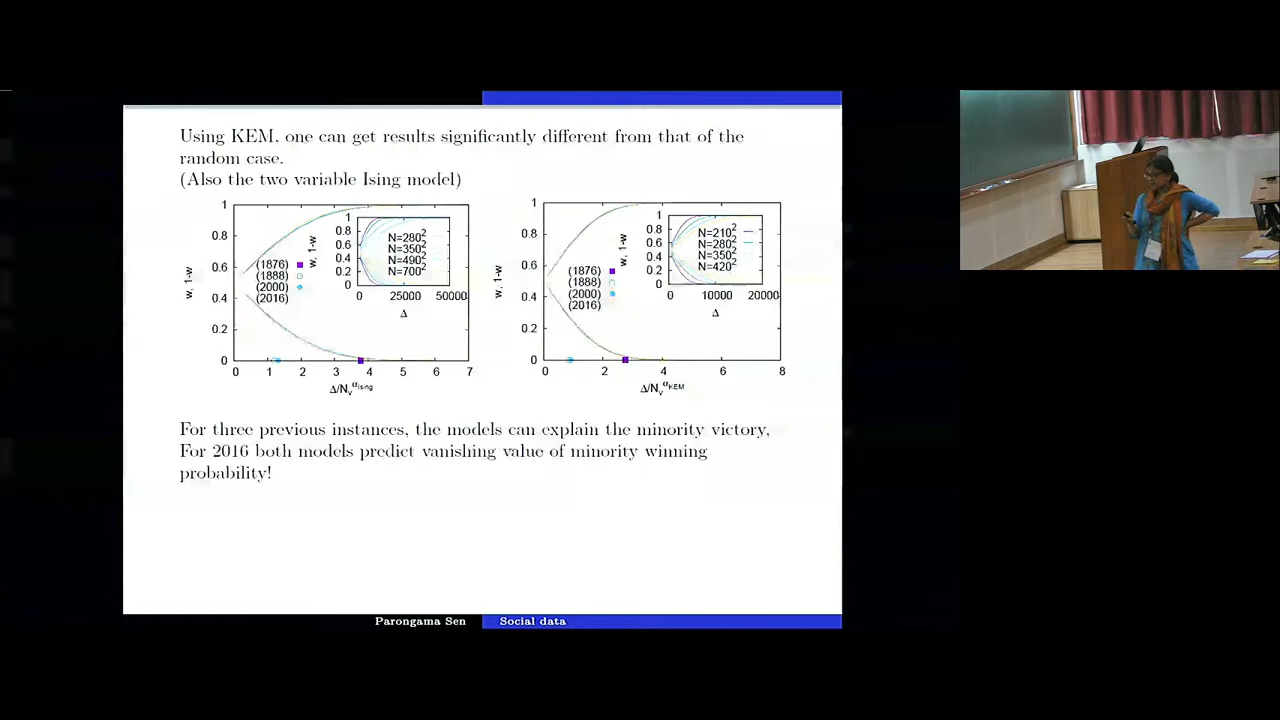 Using KEM, one can get results significantly different from that of the
random case.
(Also the two variable Ising model)
1
0.8
0.6
0.4
0.2
0
w, 1-w
(1876)
(1888)
(2000)
(2016)
1
0.8
0.6
0.4
0.2
0
w, 1-w
N=280²
N=350²
N=490²
N=700²
0 25000 50000
Δ
0 1 2 3 4 5 6 7
Δ/Nᵥ^αIsing
1
0.8
0.6
0.4
0.2
0
w, 1-w
(1876)
(1888)
(2000)
(2016)
1
0.8
0.6
0.4
0.2
0
w, 1-w
N=210²
N=280²
N=350²
N=420²
0 10000 20000
Δ
0 2 4 6 8
Δ/Nᵥ^αKEM
For three previous instances, the models can explain the minority victory,
For 2016 both models predict vanishing value of minority winning
probability!
Parongama Sen Social data